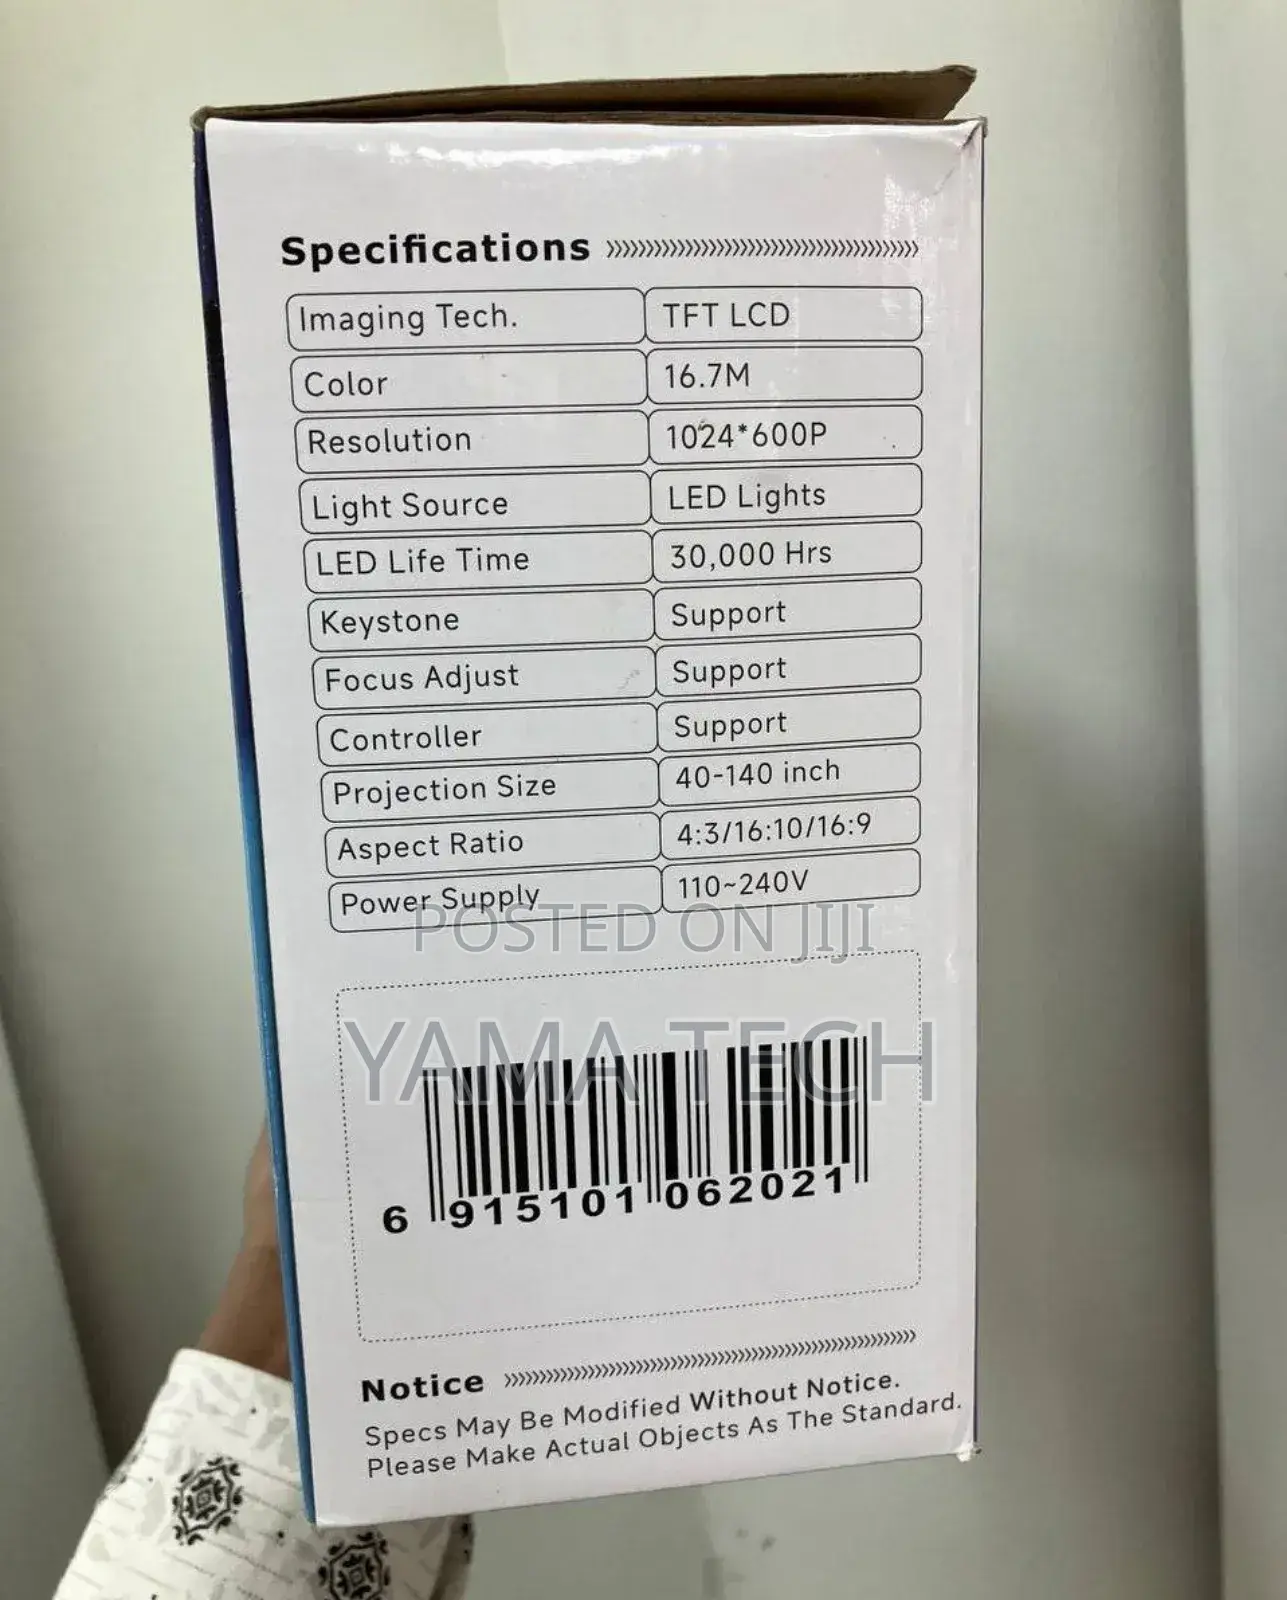 Specifications
Imaging Tech. TFT LCD
Color 16.7M
Resolution 1024*600P
Light Source LED Lights
LED Life Time 30,000 Hrs
Keystone Support
Focus Adjust Support
Controller Support
Projection Size 40-140 inch
Aspect Ratio 4:3/16:10/16:9
Power Supply 110~240V
POSTED ON JIJI
YAMA TECH
6 915101 062021
Notice
Specs May Be Modified Without Notice.
Please Make Actual Objects As The Standard.